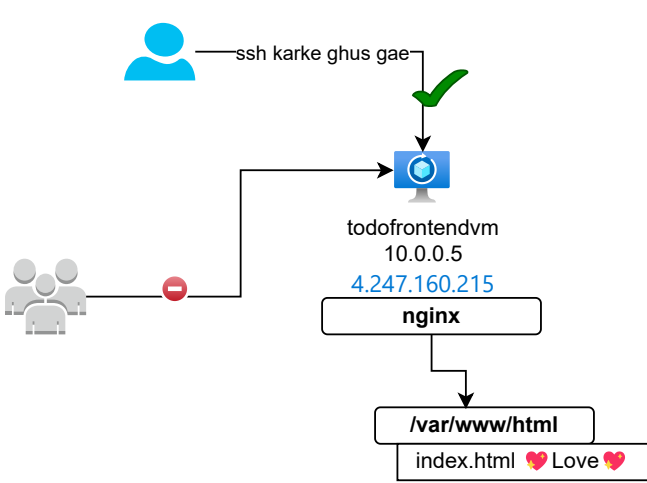 ssh karke ghus gae
todofrontendvm
10.0.0.5
4.247.160.215
nginx
/var/www/html
index.html 💖 Love 💖